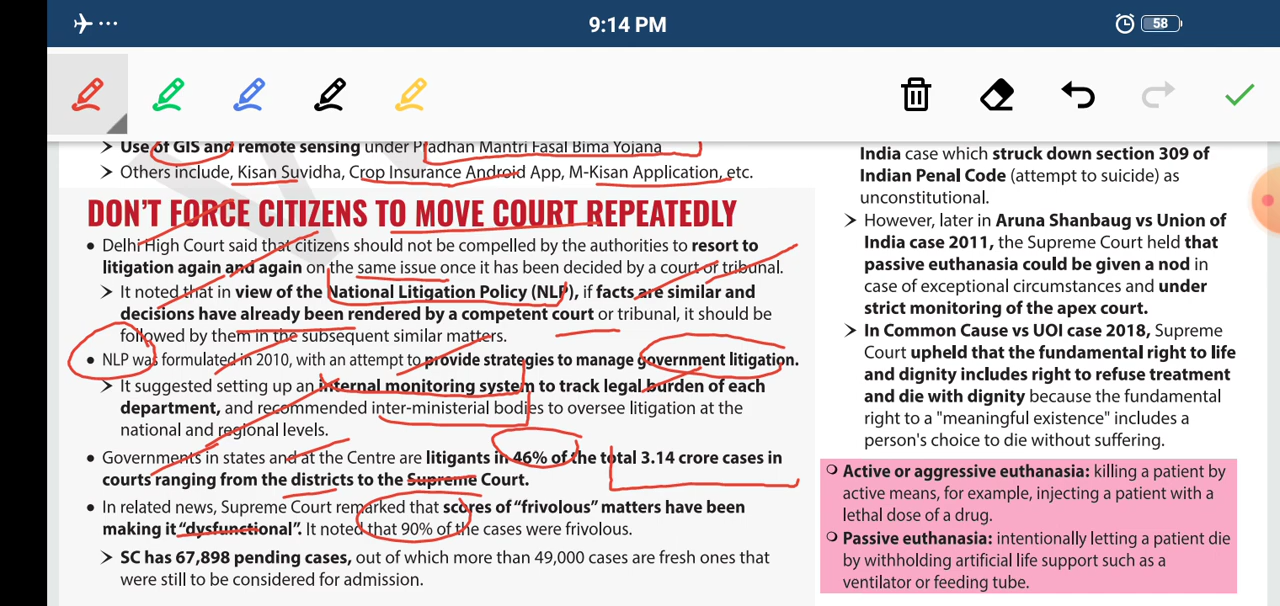 9:14 PM
58
➤ Use of GIS and remote sensing under Pradhan Mantri Fasal Bima Yojana
➤ Others include, Kisan Suvidha, Crop Insurance Android App, M-Kisan Application, etc.
DON'T FORCE CITIZENS TO MOVE COURT REPEATEDLY
• Delhi High Court said that citizens should not be compelled by the authorities to resort to
litigation again and again on the same issue once it has been decided by a court or tribunal.
➤ It noted that in view of the National Litigation Policy (NLP), if facts are similar and
decisions have already been rendered by a competent court or tribunal, it should be
followed by them in the subsequent similar matters.
• NLP was formulated in 2010, with an attempt to provide strategies to manage government litigation.
➤ It suggested setting up an internal monitoring system to track legal burden of each
department, and recommended inter-ministerial bodies to oversee litigation at the
national and regional levels.
• Governments in states and at the Centre are litigants in 46% of the total 3.14 crore cases in
courts ranging from the districts to the Supreme Court.
• In related news, Supreme Court remarked that scores of "frivolous" matters have been
making it "dysfunctional". It noted that 90% of the cases were frivolous.
➤ SC has 67,898 pending cases, out of which more than 49,000 cases are fresh ones that
were still to be considered for admission.
India case which struck down section 309 of
Indian Penal Code (attempt to suicide) as
unconstitutional.
➤ However, later in Aruna Shanbaug vs Union of
India case 2011, the Supreme Court held that
passive euthanasia could be given a nod in
case of exceptional circumstances and under
strict monitoring of the apex court.
➤ In Common Cause vs UOI case 2018, Supreme
Court upheld that the fundamental right to life
and dignity includes right to refuse treatment
and die with dignity because the fundamental
right to a "meaningful existence" includes a
person's choice to die without suffering.
○ Active or aggressive euthanasia: killing a patient by
active means, for example, injecting a patient with a
lethal dose of a drug.
○ Passive euthanasia: intentionally letting a patient die
by withholding artificial life support such as a
ventilator or feeding tube.